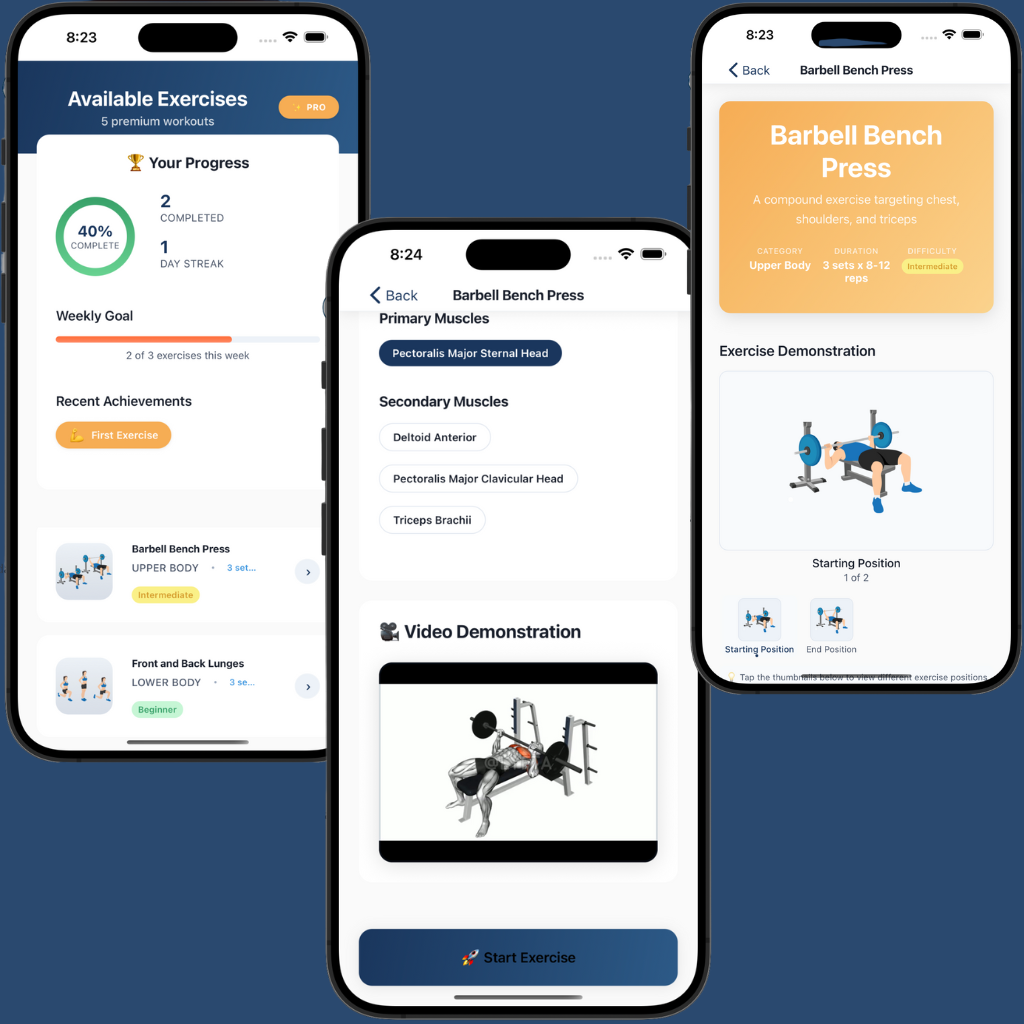 8:23
Available Exercises
5 premium workouts
PRO
🏆 Your Progress
40%
COMPLETE
2
COMPLETED
1
DAY STREAK
Weekly Goal
2 of 3 exercises this week
Recent Achievements
💪 First Exercise
Barbell Bench Press
UPPER BODY • 3 set...
Intermediate
Front and Back Lunges
LOWER BODY • 3 se...
Beginner
8:24
Back
Barbell Bench Press
Primary Muscles
Pectoralis Major Sternal Head
Secondary Muscles
Deltoid Anterior
Pectoralis Major Clavicular Head
Triceps Brachii
🎥 Video Demonstration
🚀 Start Exercise
8:23
Back
Barbell Bench Press
Barbell Bench
Press
A compound exercise targeting chest,
shoulders, and triceps
CATEGORY DURATION DIFFICULTY
Upper Body 3 sets x 8-12 Intermediate
reps
Exercise Demonstration
Starting Position
1 of 2
Starting Position End Position
💡 Tap the thumbnails below to view different exercise positions